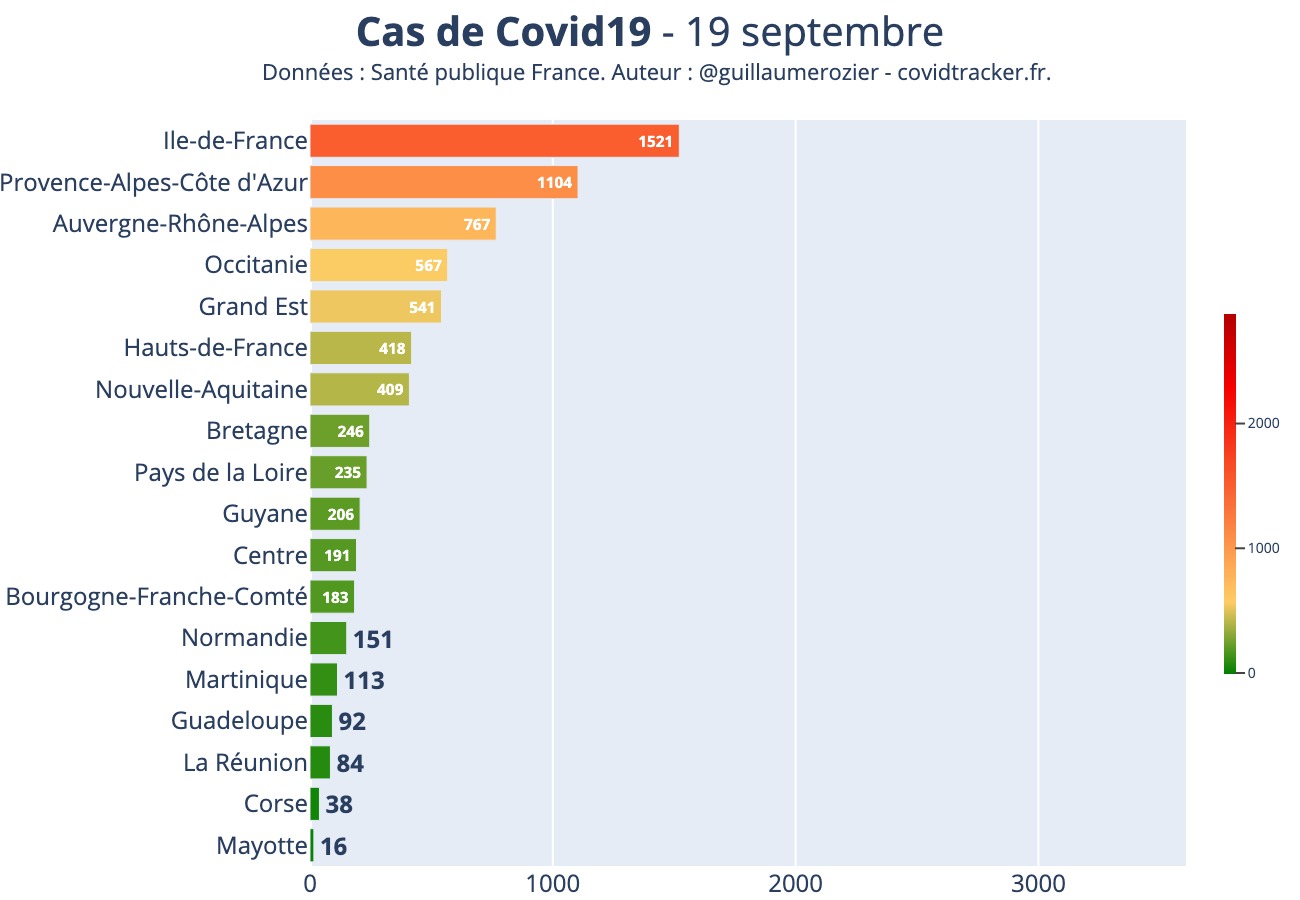 Cas de Covid19 - 19 septembre
Données : Santé publique France. Auteur : @guillaumerozier - covidtracker.fr.
Ile-de-France 1521
Provence-Alpes-Côte d'Azur 1104
Auvergne-Rhône-Alpes 767
Occitanie 567
Grand Est 541
Hauts-de-France 418
Nouvelle-Aquitaine 409
Bretagne 246
Pays de la Loire 235
Guyane 206
Centre 191
Bourgogne-Franche-Comté 183
Normandie 151
Martinique 113
Guadeloupe 92
La Réunion 84
Corse 38
Mayotte 16
0 1000 2000 3000
2000
1000
0